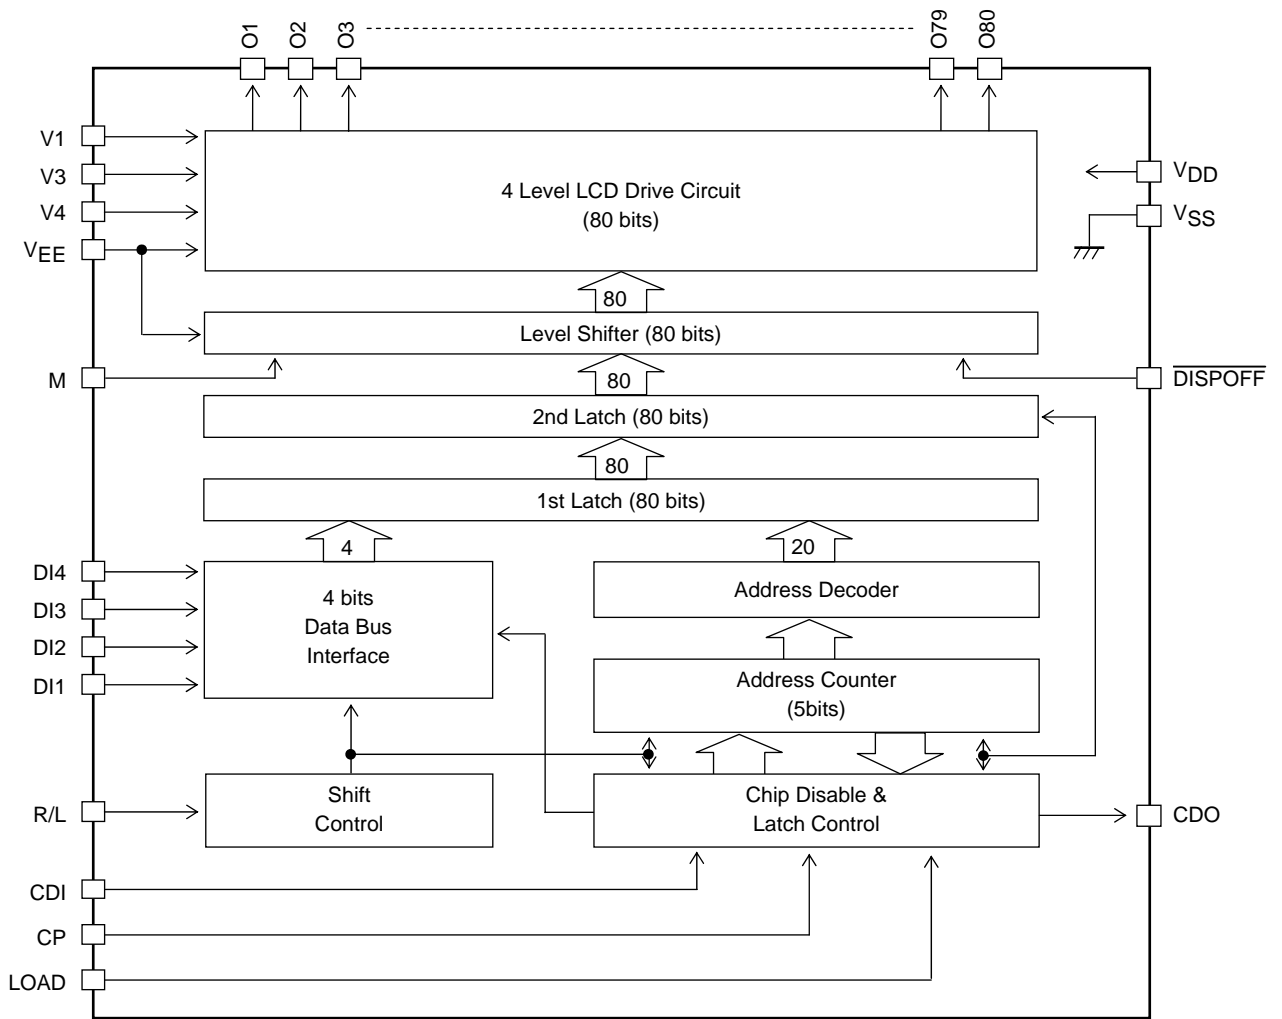 O1
O2
O3
O79
O80
V1
V3
V4
VEE
4 Level LCD Drive Circuit
(80 bits)
VDD
VSS
80
Level Shifter (80 bits)
M
80
DISPOFF
2nd Latch (80 bits)
80
1st Latch (80 bits)
4
20
DI4
DI3
DI2
DI1
4 bits
Data Bus
Interface
Address Decoder
Address Counter
(5bits)
R/L
Shift
Control
Chip Disable &
Latch Control
CDO
CDI
CP
LOAD